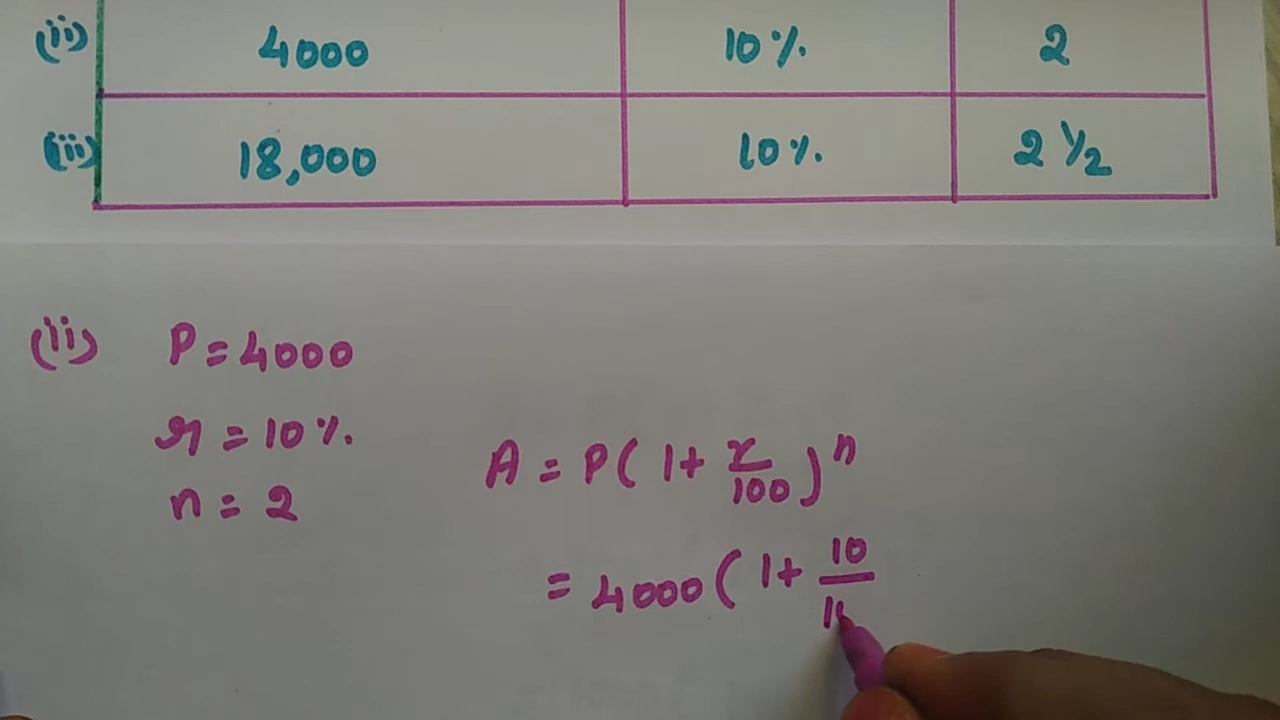 (ii) 4000 10% 2
(iii) 18,000 10% 2 1/2
(ii) P = 4000
r = 10%
n = 2
A = P(1+ r/100)^n
= 4000(1+ 10/